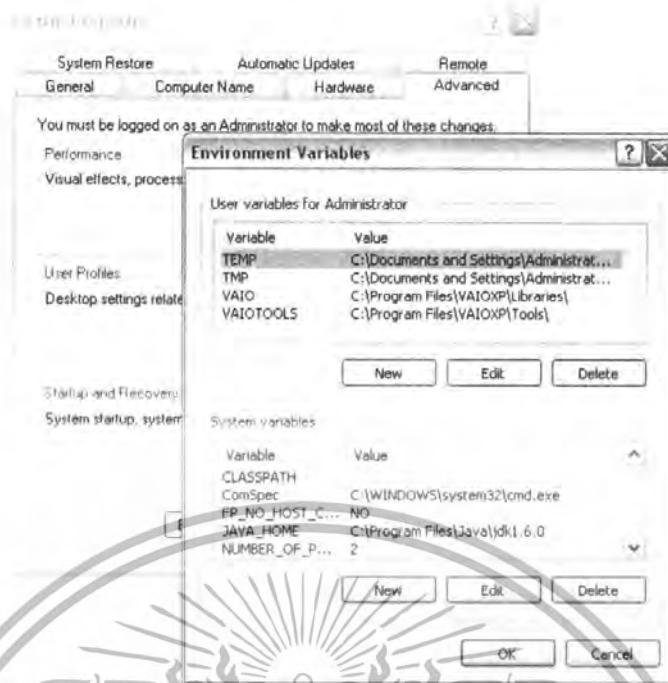 System Restore Automatic Updates Remote
General Computer Name Hardware Advanced
You must be logged on as an Administrator to make most of these changes.
Performance
Visual effects, process
User Profiles
Desktop settings relate
Startup and Recovery
System startup, system
Environment Variables
User variables for Administrator
Variable Value
TEMP C:\Documents and Settings\Administrat...
TMP C:\Documents and Settings\Administrat...
VAIO C:\Program Files\VAIOXP\Libraries\
VAIOTOOLS C:\Program Files\VAIOXP\Tools\
New Edit Delete
System variables
Variable Value
CLASSPATH
ComSpec C:\WINDOWS\system32\cmd.exe
FP_NO_HOST_C... NO
JAVA_HOME C:\Program Files\Java\jdk1.6.0
NUMBER_OF_P... 2
New Edit Delete
OK Cancel